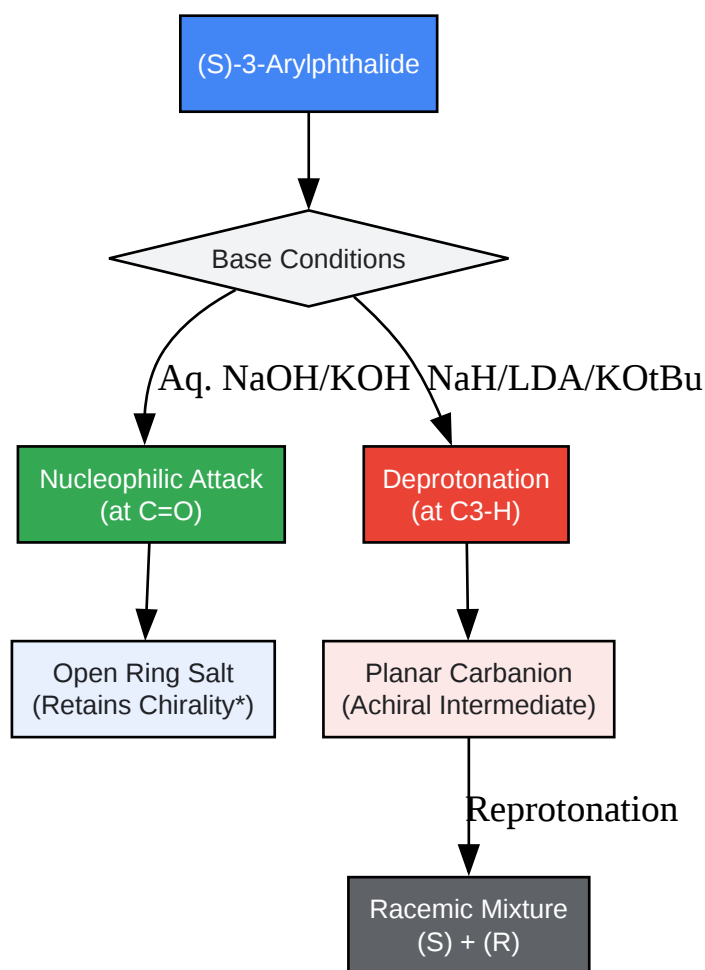 (S)-3-Arylphthalide
Base Conditions
Aq. NaOH/KOH
NaH/LDA/KOtBu
Nucleophilic Attack
(at C=O)
Deprotonation
(at C3-H)
Open Ring Salt
(Retains Chirality*)
Planar Carbanion
(Achiral Intermediate)
Reprotonation
Racemic Mixture
(S) + (R)